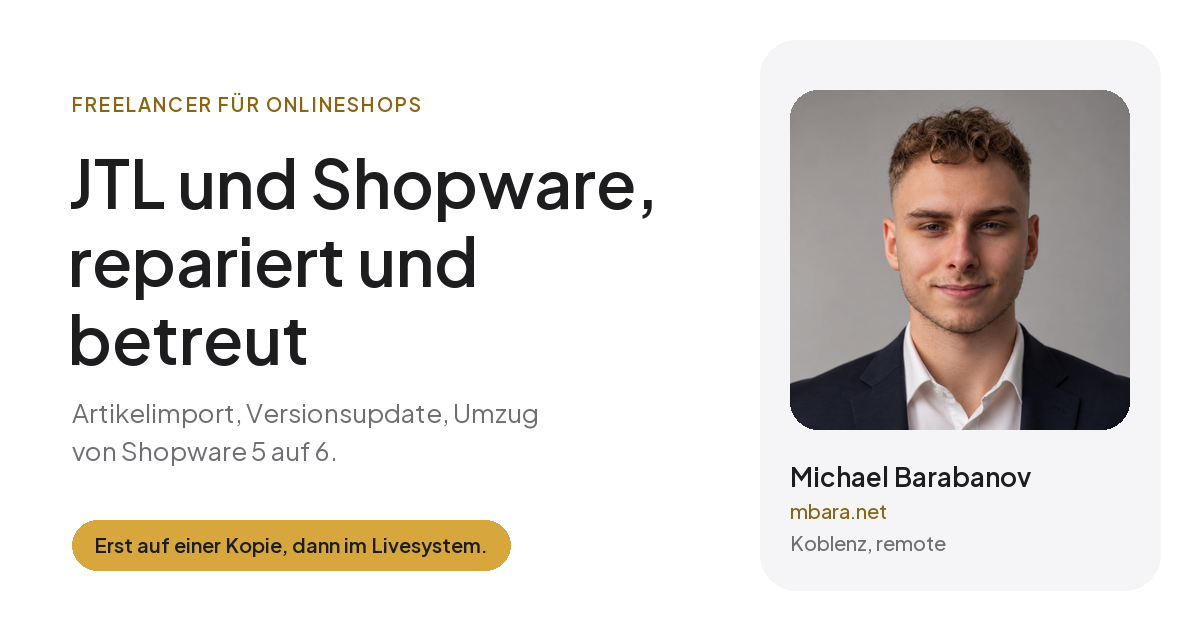 FREELANCER FÜR ONLINESHOPS
JTL und Shopware,
repariert und
betreut
Artikelimport, Versionsupdate, Umzug
von Shopware 5 auf 6.
Erst auf einer Kopie, dann im Livesystem.
Michael Barabanov
mbara.net
Koblenz, remote